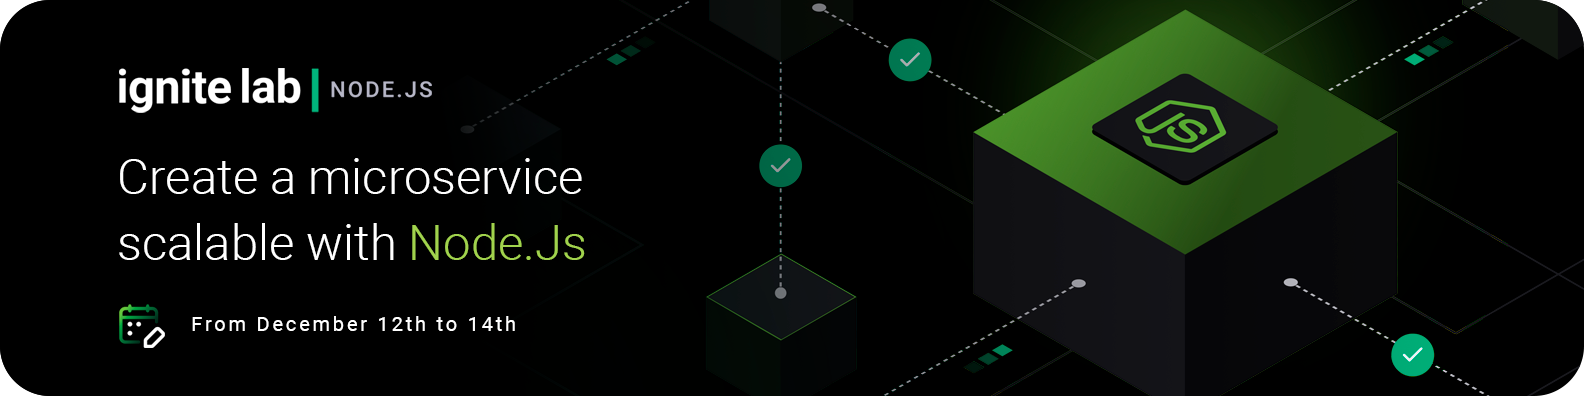 ignite lab | NODE.JS
Create a microservice
scalable with Node.Js
From December 12th to 14th
JS